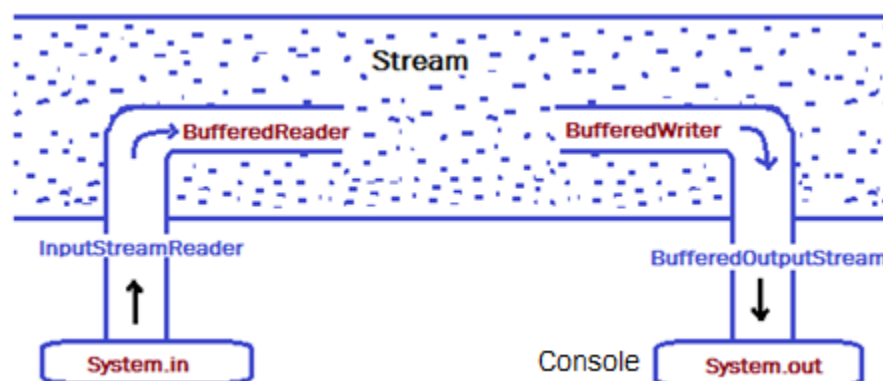 Stream
BufferedReader
BufferedWriter
InputStreamReader
BufferedOutputStream
System.in
Console
System.out